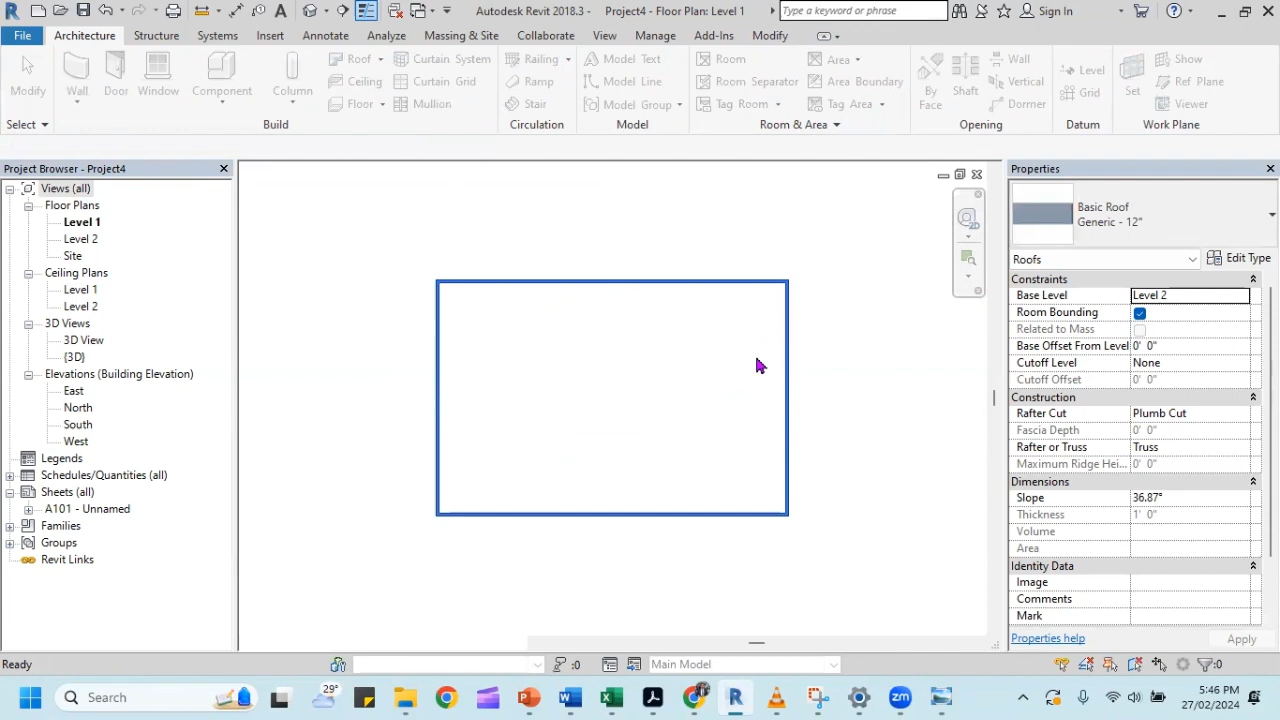 Autodesk Revit 2018.3 - Project4 - Floor Plan: Level 1
Type a keyword or phrase
Sign In
File Architecture Structure Systems Insert Annotate Analyze Massing & Site Collaborate View Manage Add-Ins Modify
Modify
Wall
Door
Window
Component
Column
Roof
Ceiling
Floor
Curtain System
Curtain Grid
Mullion
Railing
Ramp
Stair
Model Text
Model Line
Model Group
Room
Room Separator
Tag Room
Area
Area Boundary
Tag Area
By Face
Shaft
Wall
Vertical
Dormer
Level
Grid
Set
Show
Ref Plane
Viewer
Select Build Circulation Model Room & Area Opening Datum Work Plane
Project Browser - Project4
Views (all)
Floor Plans
Level 1
Level 2
Site
Ceiling Plans
Level 1
Level 2
3D Views
3D View
{3D}
Elevations (Building Elevation)
East
North
South
West
Legends
Schedules/Quantities (all)
Sheets (all)
A101 - Unnamed
Families
Groups
Revit Links
2D
Properties
Basic Roof
Generic - 12"
Roofs Edit Type
Constraints
Base Level Level 2
Room Bounding
Related to Mass
Base Offset From Level 0' 0"
Cutoff Level None
Cutoff Offset 0' 0"
Construction
Rafter Cut Plumb Cut
Fascia Depth 0' 0"
Rafter or Truss Truss
Maximum Ridge Hei... 0' 0"
Dimensions
Slope 36.87°
Thickness 1' 0"
Volume
Area
Identity Data
Image
Comments
Mark
Properties help Apply
Ready :0 Main Model :0
Search 29° 5:46 PM
27/02/2024